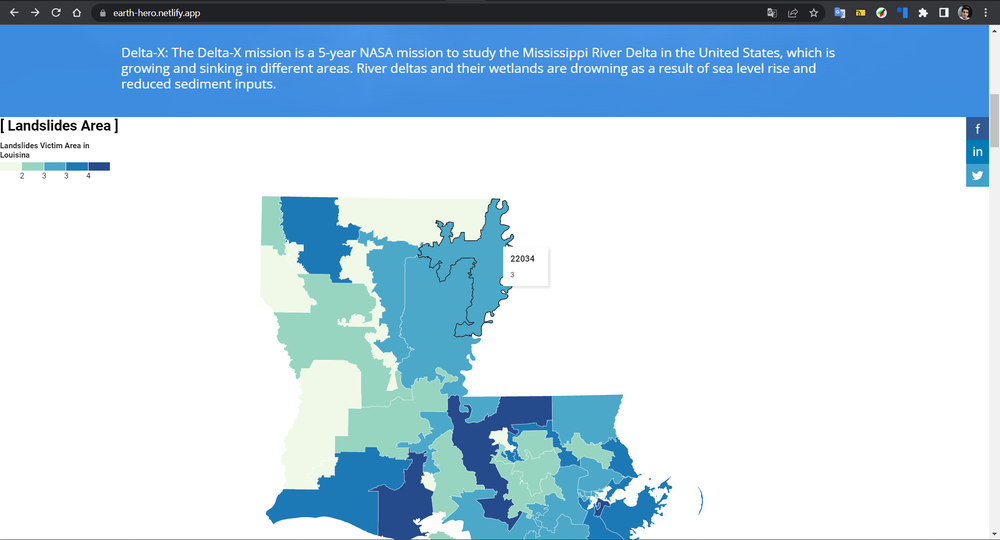 earth-hero.netlify.app
Delta-X: The Delta-X mission is a 5-year NASA mission to study the Mississippi River Delta in the United States, which is
growing and sinking in different areas. River deltas and their wetlands are drowning as a result of sea level rise and
reduced sediment inputs.
[ Landslides Area ]
f
in
Landslides Victim Area in
Louisina
2 3 3 4
22034
3